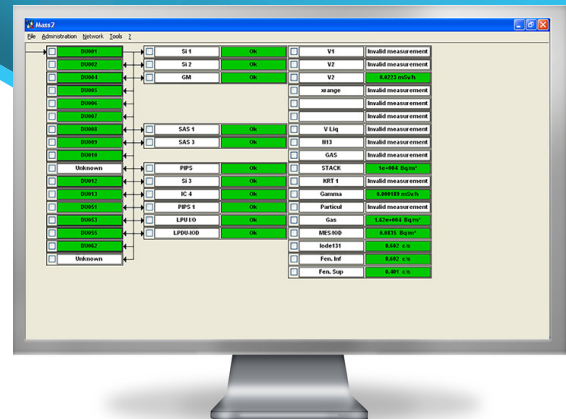 Mass2
File Administration Network Tools ?
DU001 Si 1 Ok V1 Invalid measurement
DU002 Si 2 Ok V2 Invalid measurement
DU004 GM Ok V2 0.0223 mSv/h
DU005 xrange Invalid measurement
DU006 Invalid measurement
DU007 Invalid measurement
DU008 SAS 1 Ok V Liq Invalid measurement
DU009 SAS 3 Ok Invalid measurement
DU010 GAS Invalid measurement
Unknown PIPS Ok STACK 1e+004 Bq/m³
DU012 Si 3 Ok KRT 1 Invalid measurement
DU013 IC 4 Ok Gamma 0.000189 mSv/h
DU051 PIPS 1 Ok Particul Invalid measurement
DU053 LPU I/O Ok Gas 1.62e+004 Bq/m³
DU055 LPDU-IOD Ok MES/IOD 0.0835 Bq/m³
DU062 Iode131 0.602 c/s
Unknown Fen. Inf 0.602 c/s
Fen. Sup 0.401 c/s